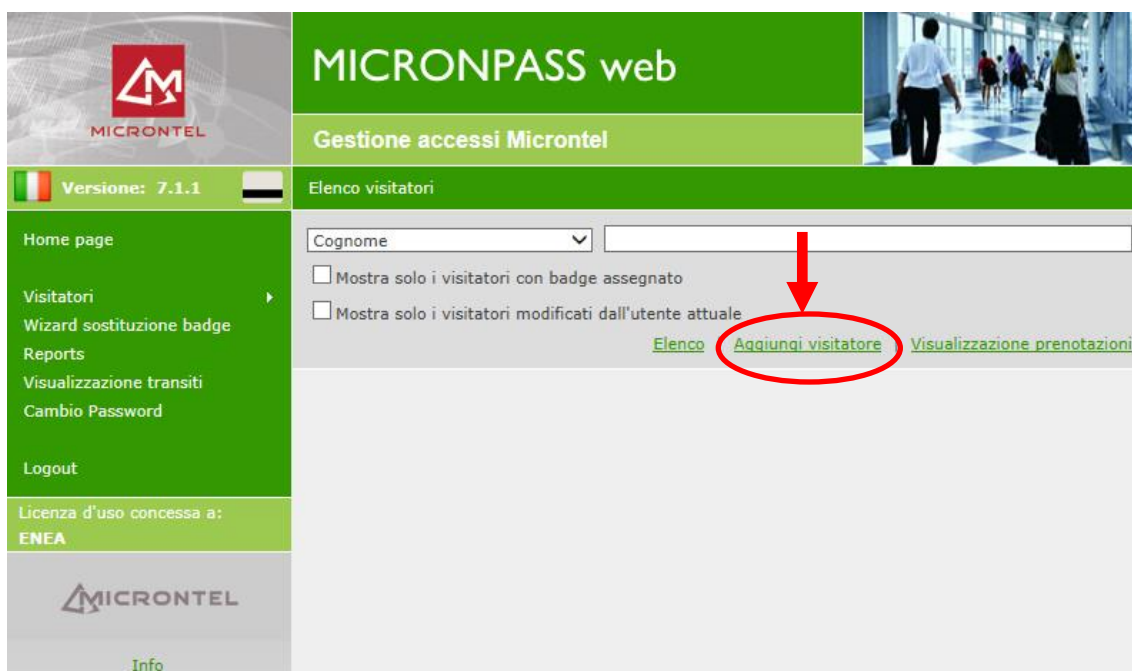 MICRONTEL
MICRONPASS web
Gestione accessi Microntel
Versione: 7.1.1
Elenco visitatori
Home page
Visitatori
Wizard sostituzione badge
Reports
Visualizzazione transiti
Cambio Password
Logout
Licenza d'uso concessa a:
ENEA
MICRONTEL
Info
Cognome
Mostra solo i visitatori con badge assegnato
Mostra solo i visitatori modificati dall'utente attuale
Elenco | Aggiungi visitatore | Visualizzazione prenotazioni